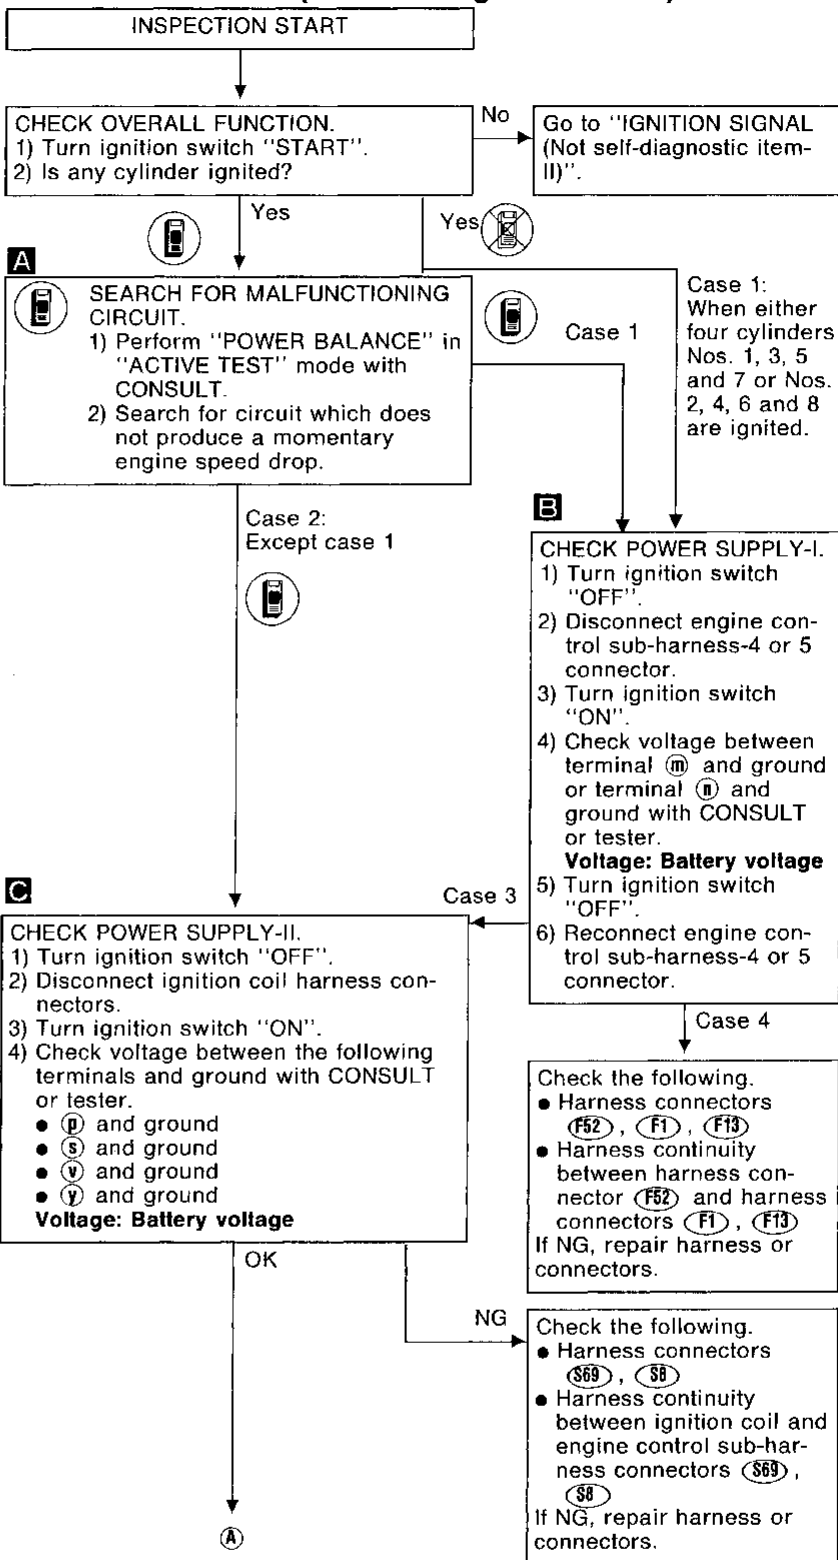 INSPECTION START
CHECK OVERALL FUNCTION.
1) Turn ignition switch "START".
2) Is any cylinder ignited?
No
Go to "IGNITION SIGNAL
(Not self-diagnostic item-
II)".
Yes
Yes
A
SEARCH FOR MALFUNCTIONING
CIRCUIT.
1) Perform "POWER BALANCE" in
"ACTIVE TEST" mode with
CONSULT.
2) Search for circuit which does
not produce a momentary
engine speed drop.
Case 1
Case 1:
When either
four cylinders
Nos. 1, 3, 5
and 7 or Nos.
2, 4, 6 and 8
are ignited.
Case 2:
Except case 1
B
CHECK POWER SUPPLY-I.
1) Turn ignition switch
"OFF".
2) Disconnect engine con-
trol sub-harness-4 or 5
connector.
3) Turn ignition switch
"ON".
4) Check voltage between
terminal m and ground
or terminal n and
ground with CONSULT
or tester.
Voltage: Battery voltage
5) Turn ignition switch
"OFF".
6) Reconnect engine con-
trol sub-harness-4 or 5
connector.
Case 3
Case 4
C
CHECK POWER SUPPLY-II.
1) Turn ignition switch "OFF".
2) Disconnect ignition coil harness con-
nectors.
3) Turn ignition switch "ON".
4) Check voltage between the following
terminals and ground with CONSULT
or tester.
● p and ground
● s and ground
● v and ground
● y and ground
Voltage: Battery voltage
Check the following.
● Harness connectors
F52 , F1 , F13
● Harness continuity
between harness con-
nector F52 and harness
connectors F1 , F13
If NG, repair harness or
connectors.
OK
NG
Check the following.
● Harness connectors
S69 , S8
● Harness continuity
between ignition coil and
engine control sub-har-
ness connectors S69 ,
S8
If NG, repair harness or
connectors.
A